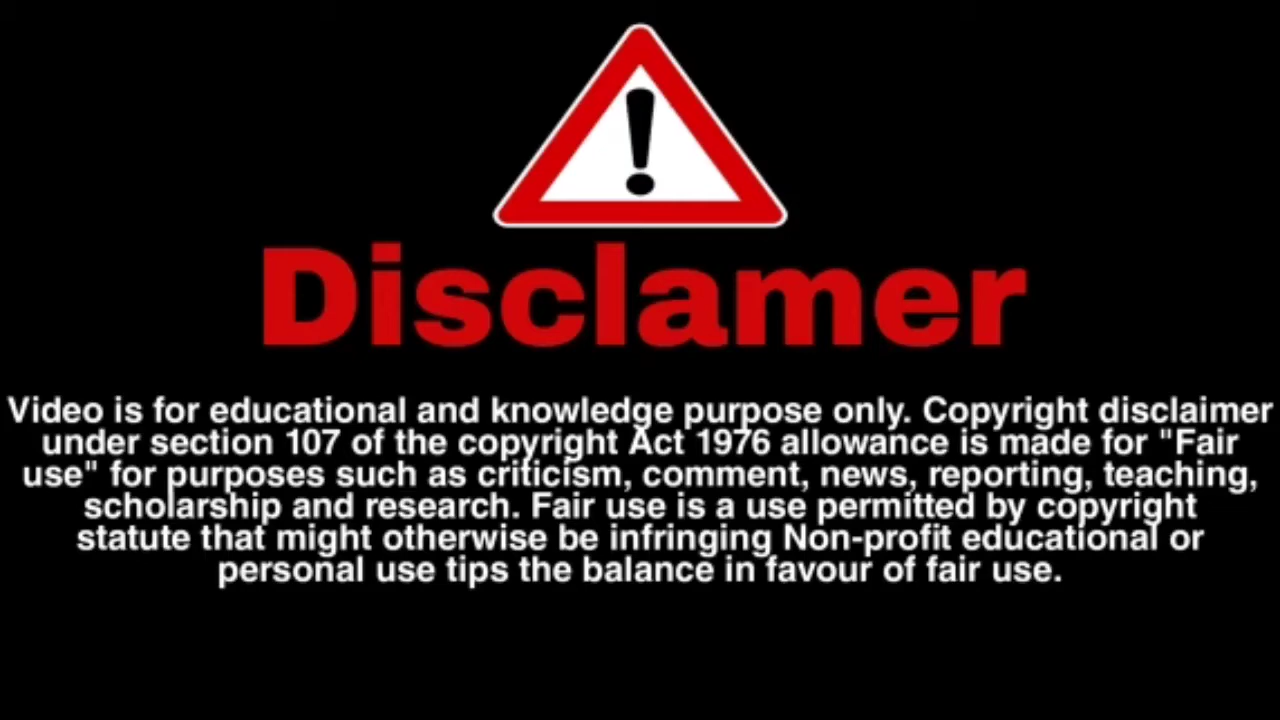 Disclamer
Video is for educational and knowledge purpose only. Copyright disclaimer
under section 107 of the copyright Act 1976 allowance is made for "Fair
use" for purposes such as criticism, comment, news, reporting, teaching,
scholarship and research. Fair use is a use permitted by copyright
statute that might otherwise be infringing Non-profit educational or
personal use tips the balance in favour of fair use.